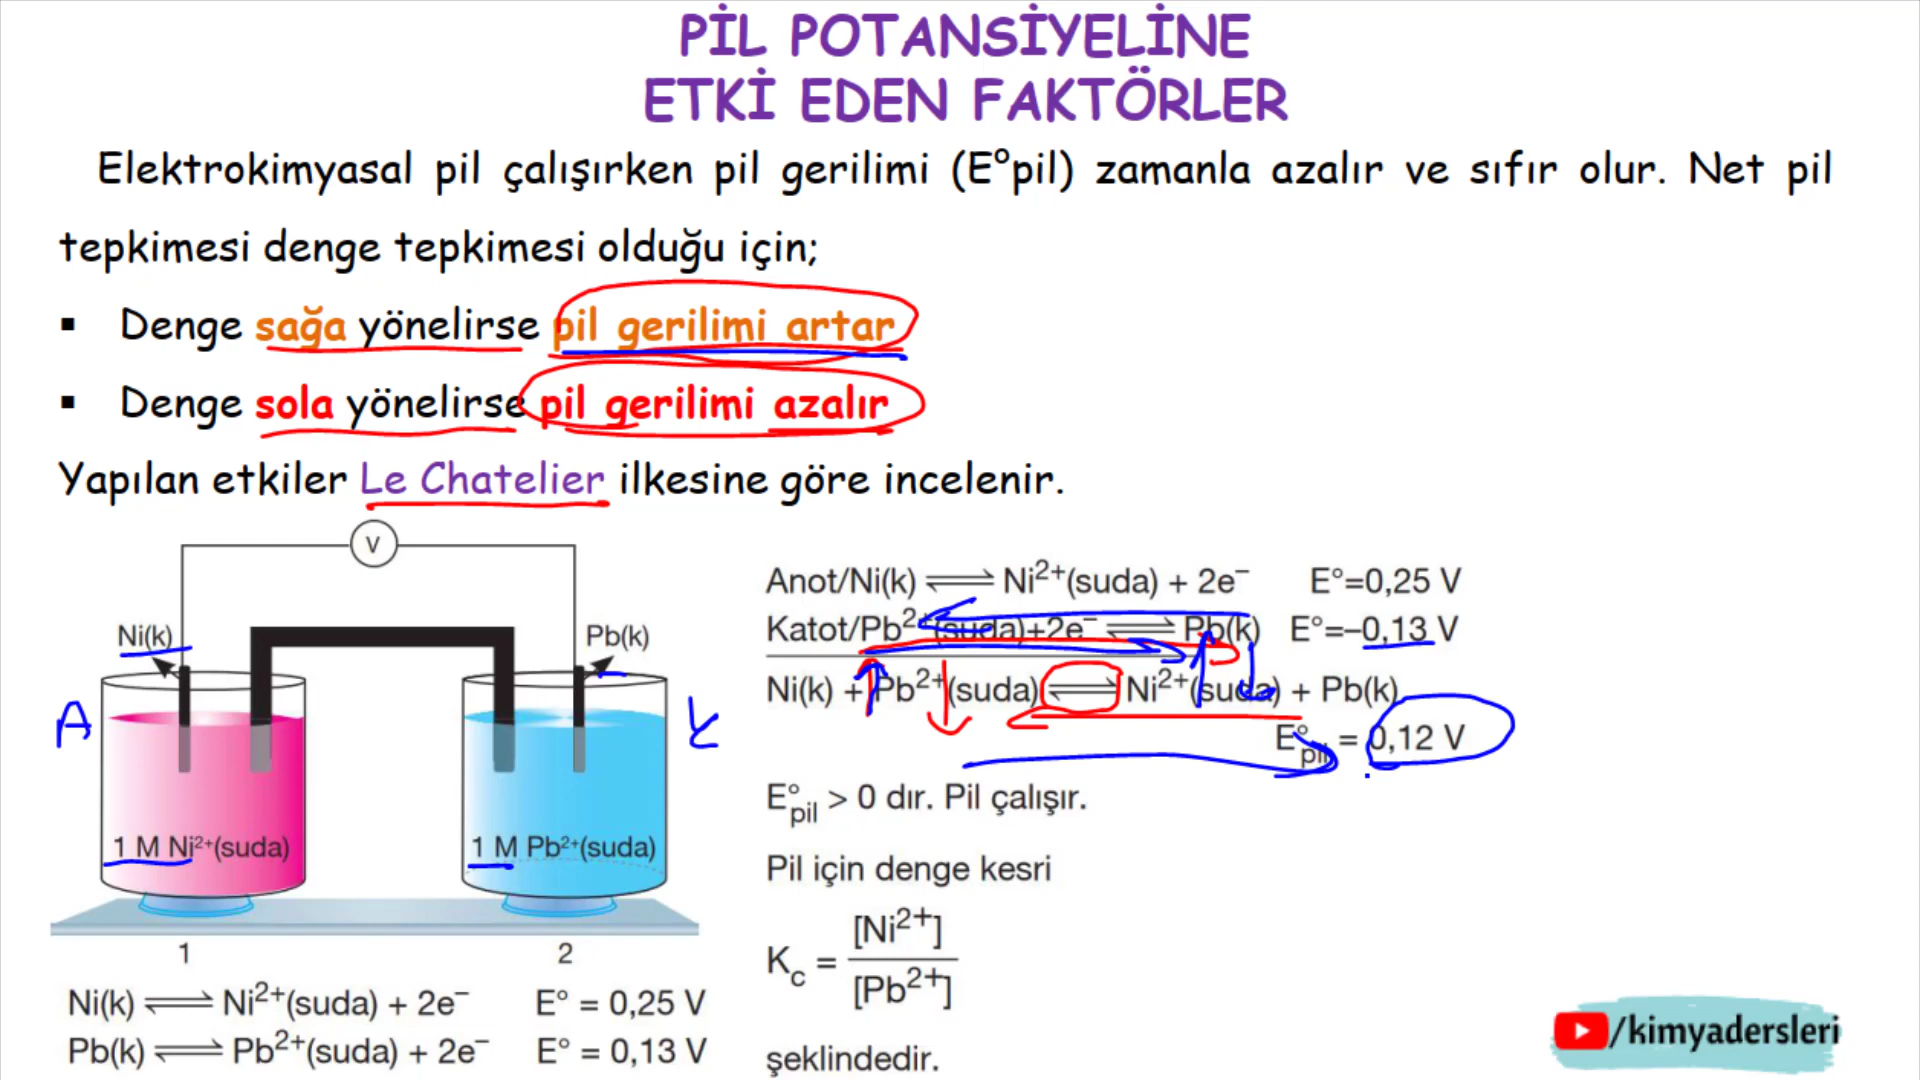 PİL POTANSİYELİNE
ETKİ EDEN FAKTÖRLER
Elektrokimyasal pil çalışırken pil gerilimi (E°pil) zamanla azalır ve sıfır olur. Net pil
tepkimesi denge tepkimesi olduğu için;
▪ Denge sağa yönelirse pil gerilimi artar
▪ Denge sola yönelirse pil gerilimi azalır
Yapılan etkiler Le Chatelier ilkesine göre incelenir.
V
Ni(k)
Pb(k)
A
K
1 M Ni²⁺(suda)
1 M Pb²⁺(suda)
1
2
Ni(k) ⇌ Ni²⁺(suda) + 2e⁻ E° = 0,25 V
Pb(k) ⇌ Pb²⁺(suda) + 2e⁻ E° = 0,13 V
Anot/Ni(k) ⇌ Ni²⁺(suda) + 2e⁻ E°=0,25 V
Katot/Pb²⁺(suda)+2e⁻ ⇌ Pb(k) E°=–0,13 V
Ni(k) + Pb²⁺(suda) ⇌ Ni²⁺(suda) + Pb(k)
E°pil = 0,12 V
E°pil > 0 dır. Pil çalışır.
Pil için denge kesri
Kc = [Ni²⁺] / [Pb²⁺]
şeklindedir.
/kimyadersleri